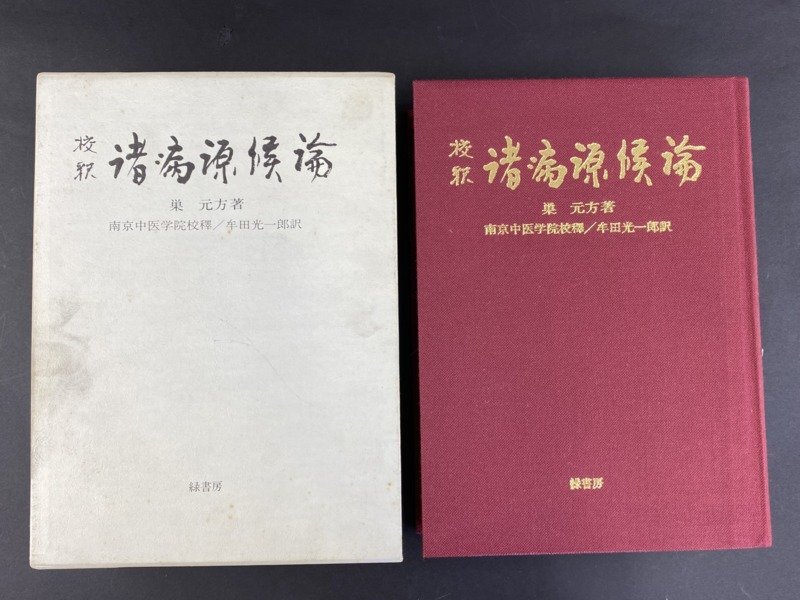 校釈 諸病源候論
巣 元方著
南京中医学院校釋／牟田光一郎訳
緑書房
校釈 諸病源候論
巣 元方著
南京中医学院校釋／牟田光一郎訳
緑書房